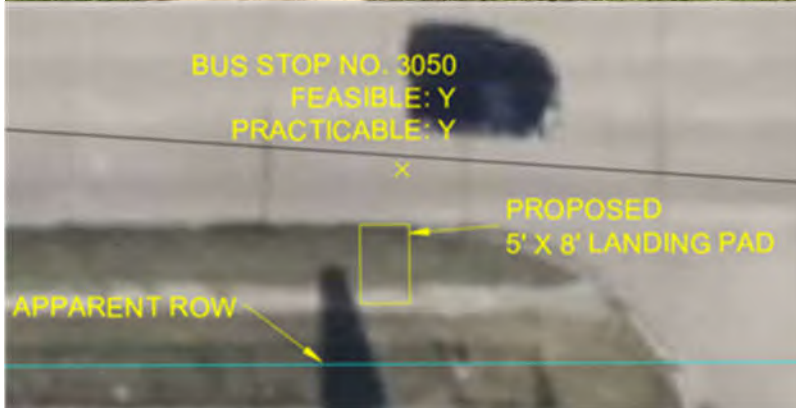 BUS STOP NO. 3050
FEASIBLE: Y
PRACTICABLE: Y
PROPOSED
5' X 8' LANDING PAD
APPARENT ROW